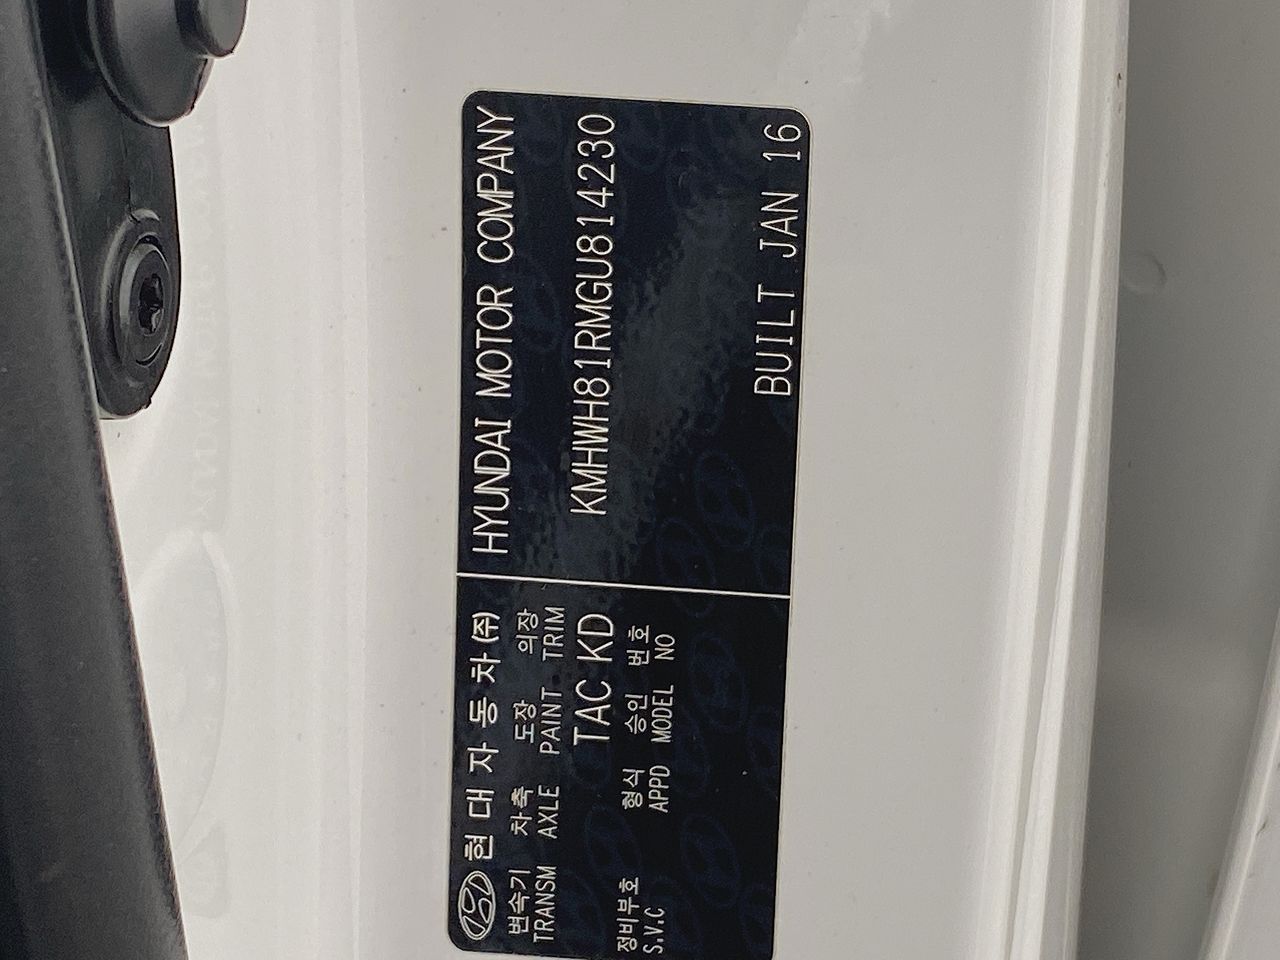 현대자동차(주)
변속기 차축 도장 의장
TRANSM AXLE PAINT TRIM
TAC KD
정비부호 형식 승인 번호
S.V.C APPD MODEL NO
HYUNDAI MOTOR COMPANY
KMHWH81RMGU814230
BUILT JAN 16